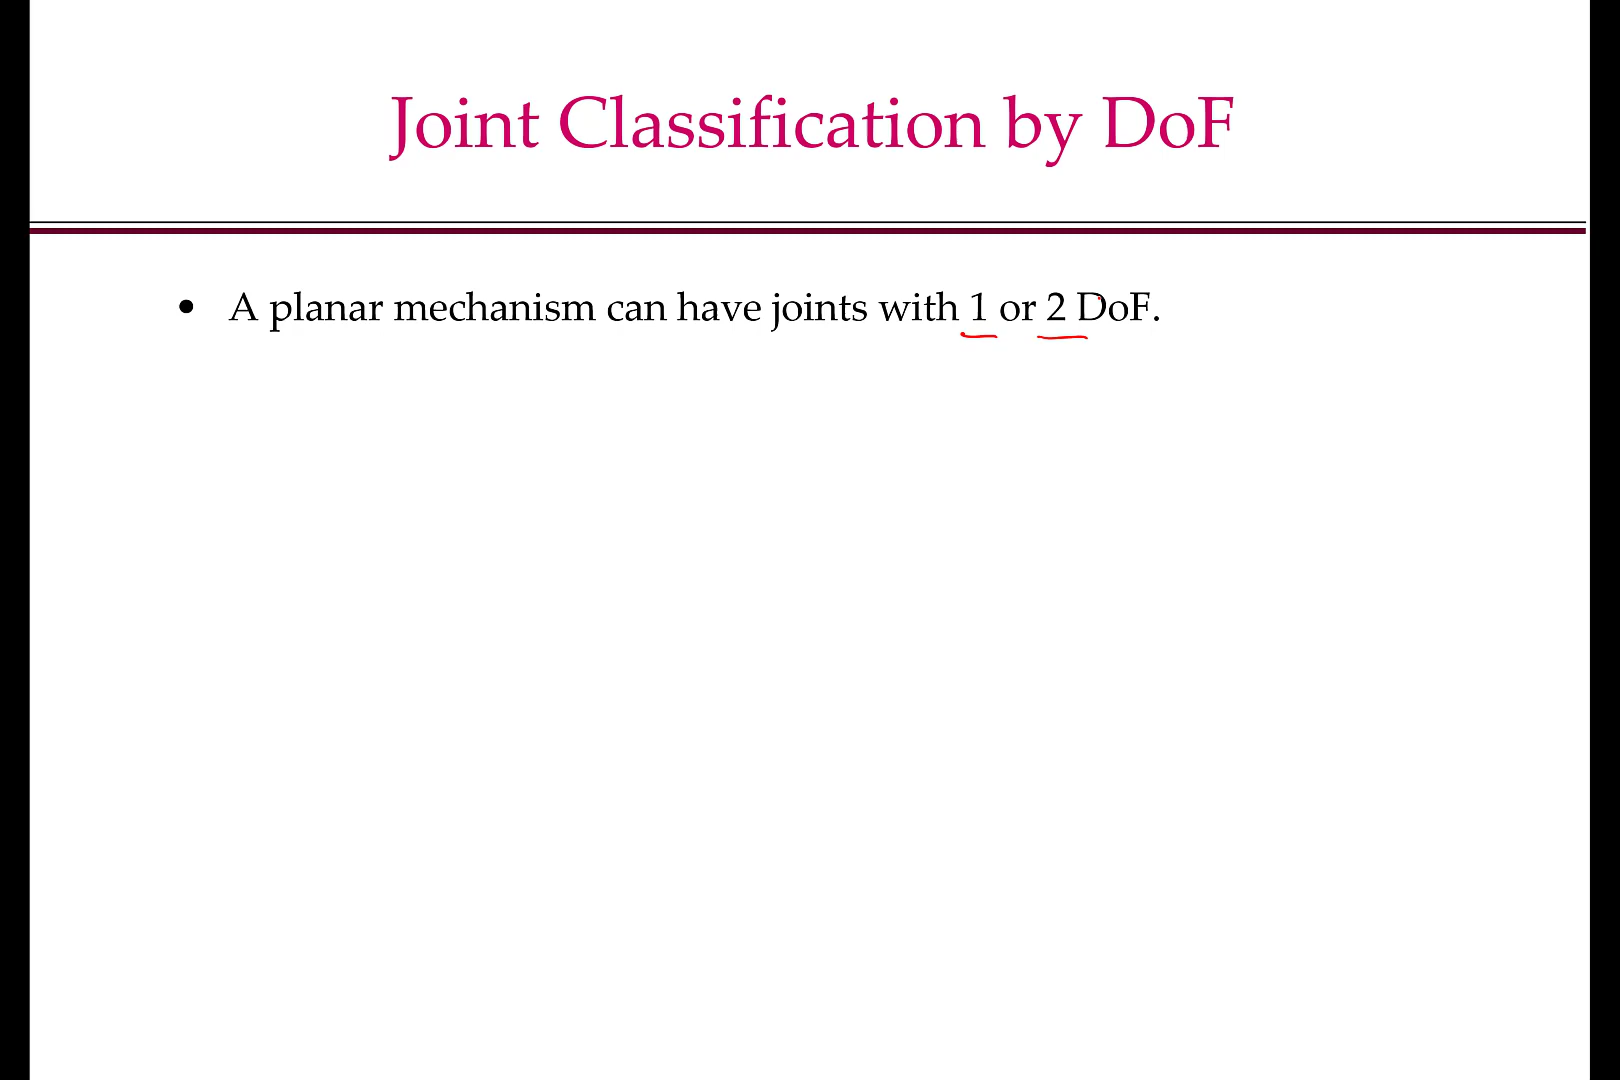 Joint Classification by DoF
• A planar mechanism can have joints with 1 or 2 DoF.